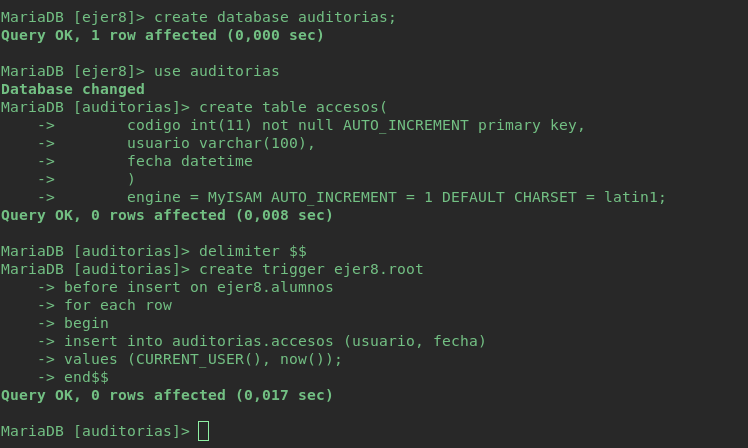 MariaDB [ejer8]> create database auditorias;
Query OK, 1 row affected (0,000 sec)
MariaDB [ejer8]> use auditorias
Database changed
MariaDB [auditorias]> create table accesos(
    ->        codigo int(11) not null AUTO_INCREMENT primary key,
    ->        usuario varchar(100),
    ->        fecha datetime
    ->        )
    ->        engine = MyISAM AUTO_INCREMENT = 1 DEFAULT CHARSET = latin1;
Query OK, 0 rows affected (0,008 sec)
MariaDB [auditorias]> delimiter $$
MariaDB [auditorias]> create trigger ejer8.root
    -> before insert on ejer8.alumnos
    -> for each row
    -> begin
    -> insert into auditorias.accesos (usuario, fecha)
    -> values (CURRENT_USER(), now());
    -> end$$
Query OK, 0 rows affected (0,017 sec)
MariaDB [auditorias]>